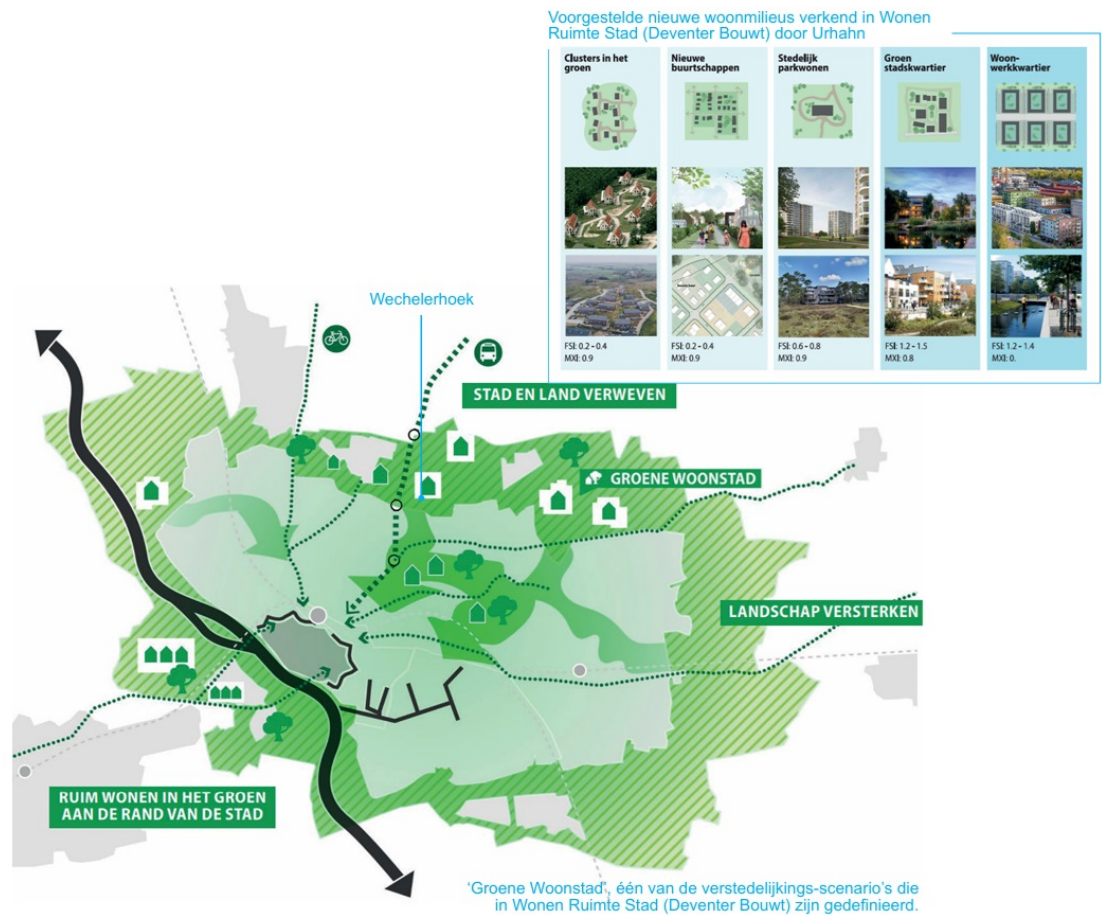 Voorgestelde nieuwe woonmilieus verkend in Wonen
Ruimte Stad (Deventer Bouwt) door Urhahn
Clusters in het
groen
Nieuwe
buurtschappen
Stedelijk
parkwonen
Groen
stadskwartier
Woon-
werkkwartier
FSI: 0.2 - 0.4
MXI: 0.9
FSI: 0.2 - 0.4
MXI: 0.9
FSI: 0.6 - 0.8
MXI: 0.9
FSI: 1.2 - 1.5
MXI: 0.8
FSI: 1.2 - 1.4
MXI: 0.
Wechelerhoek
STAD EN LAND VERWEVEN
GROENE WOONSTAD
LANDSCHAP VERSTERKEN
RUIM WONEN IN HET GROEN
AAN DE RAND VAN DE STAD
‘Groene Woonstad’, één van de verstedelijkings-scenario’s die
in Wonen Ruimte Stad (Deventer Bouwt) zijn gedefinieerd.